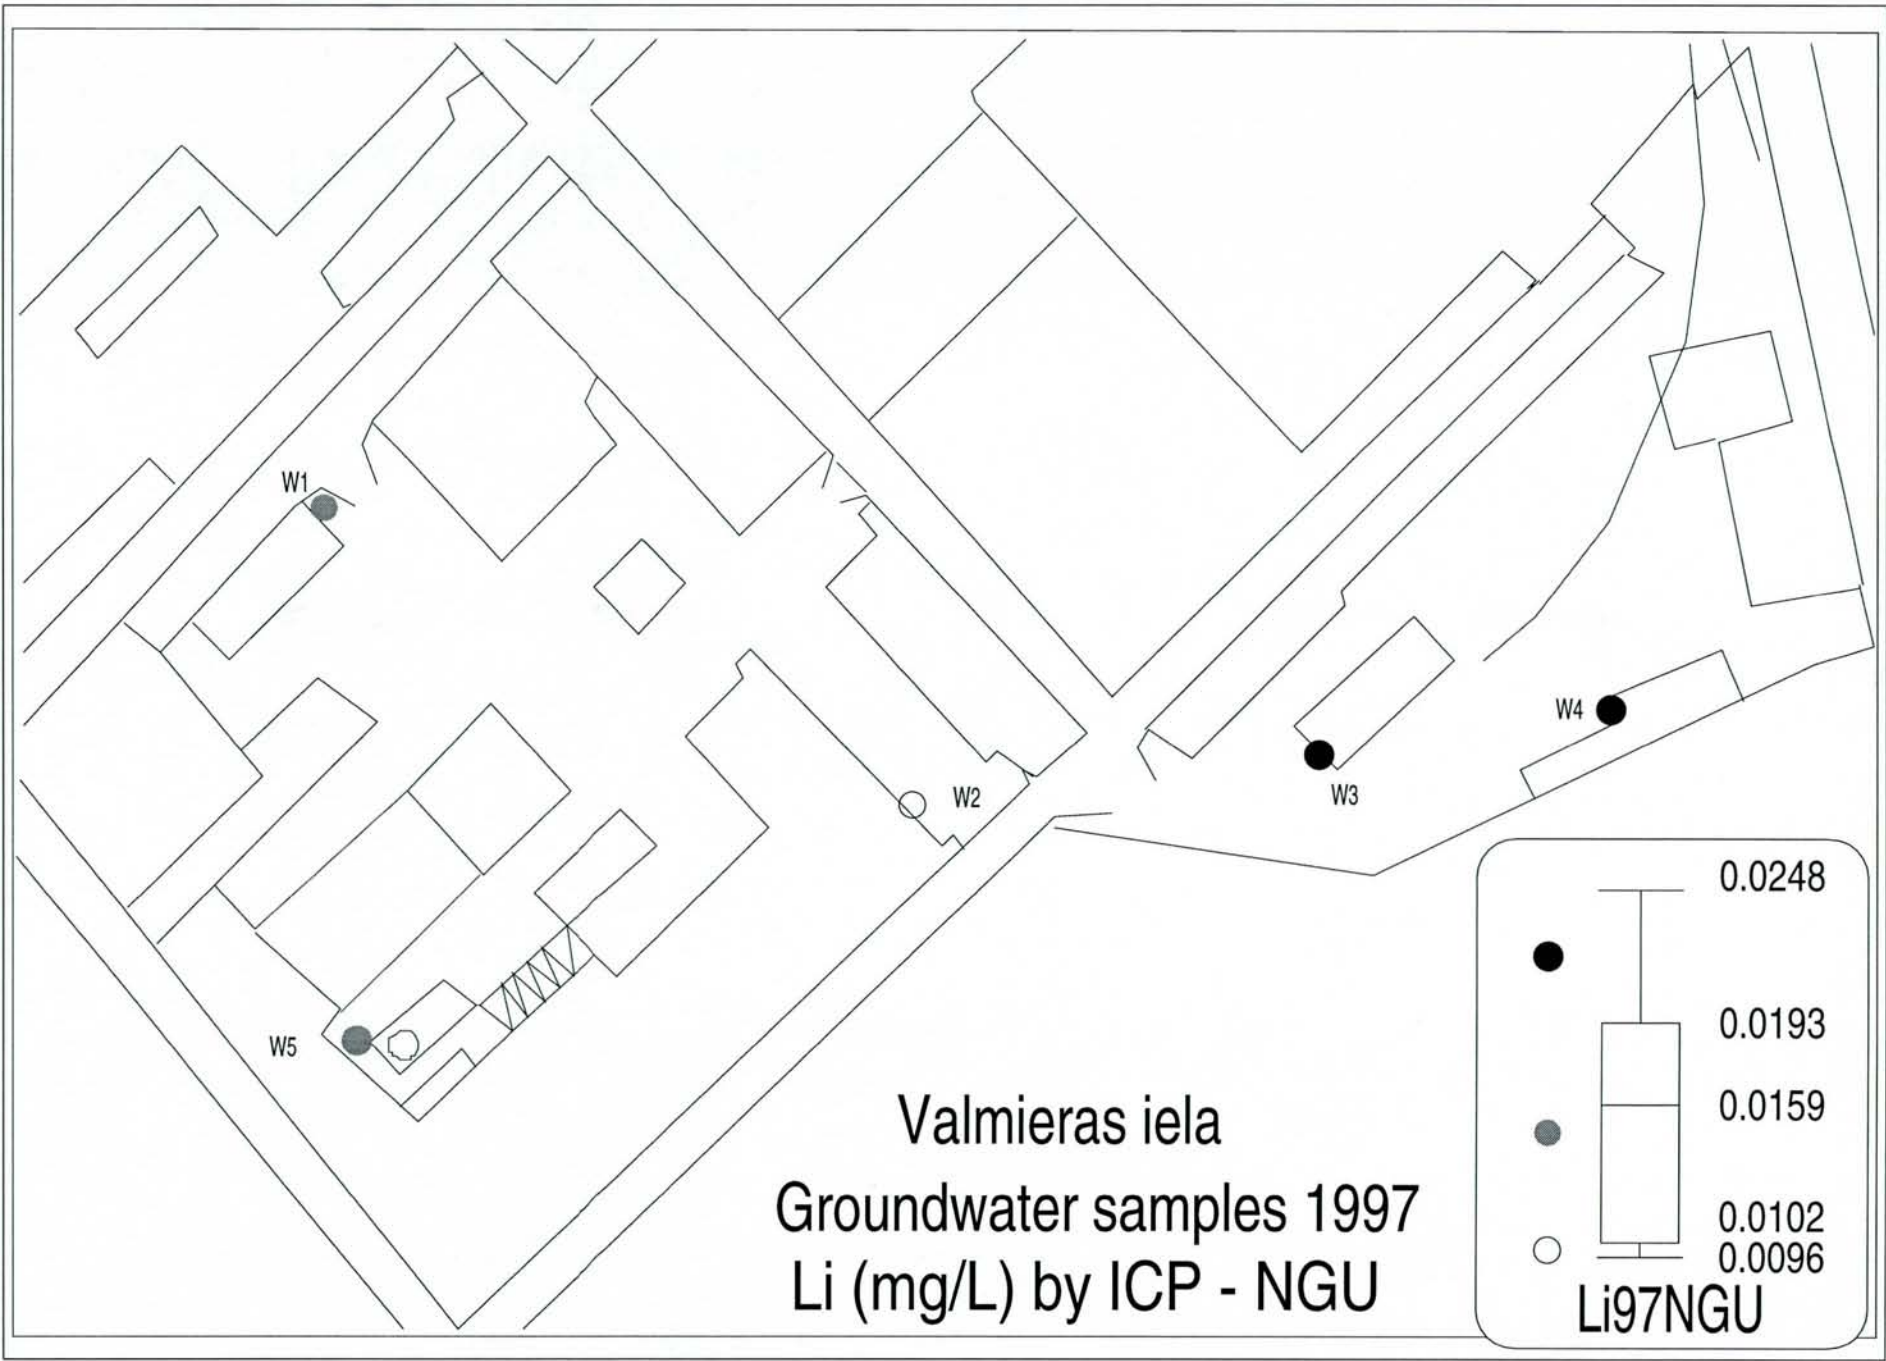 W1
W4
W3
W2
W5
Valmieras iela
Groundwater samples 1997
Li (mg/L) by ICP - NGU
0.0248
0.0193
0.0159
0.0102
0.0096
Li97NGU